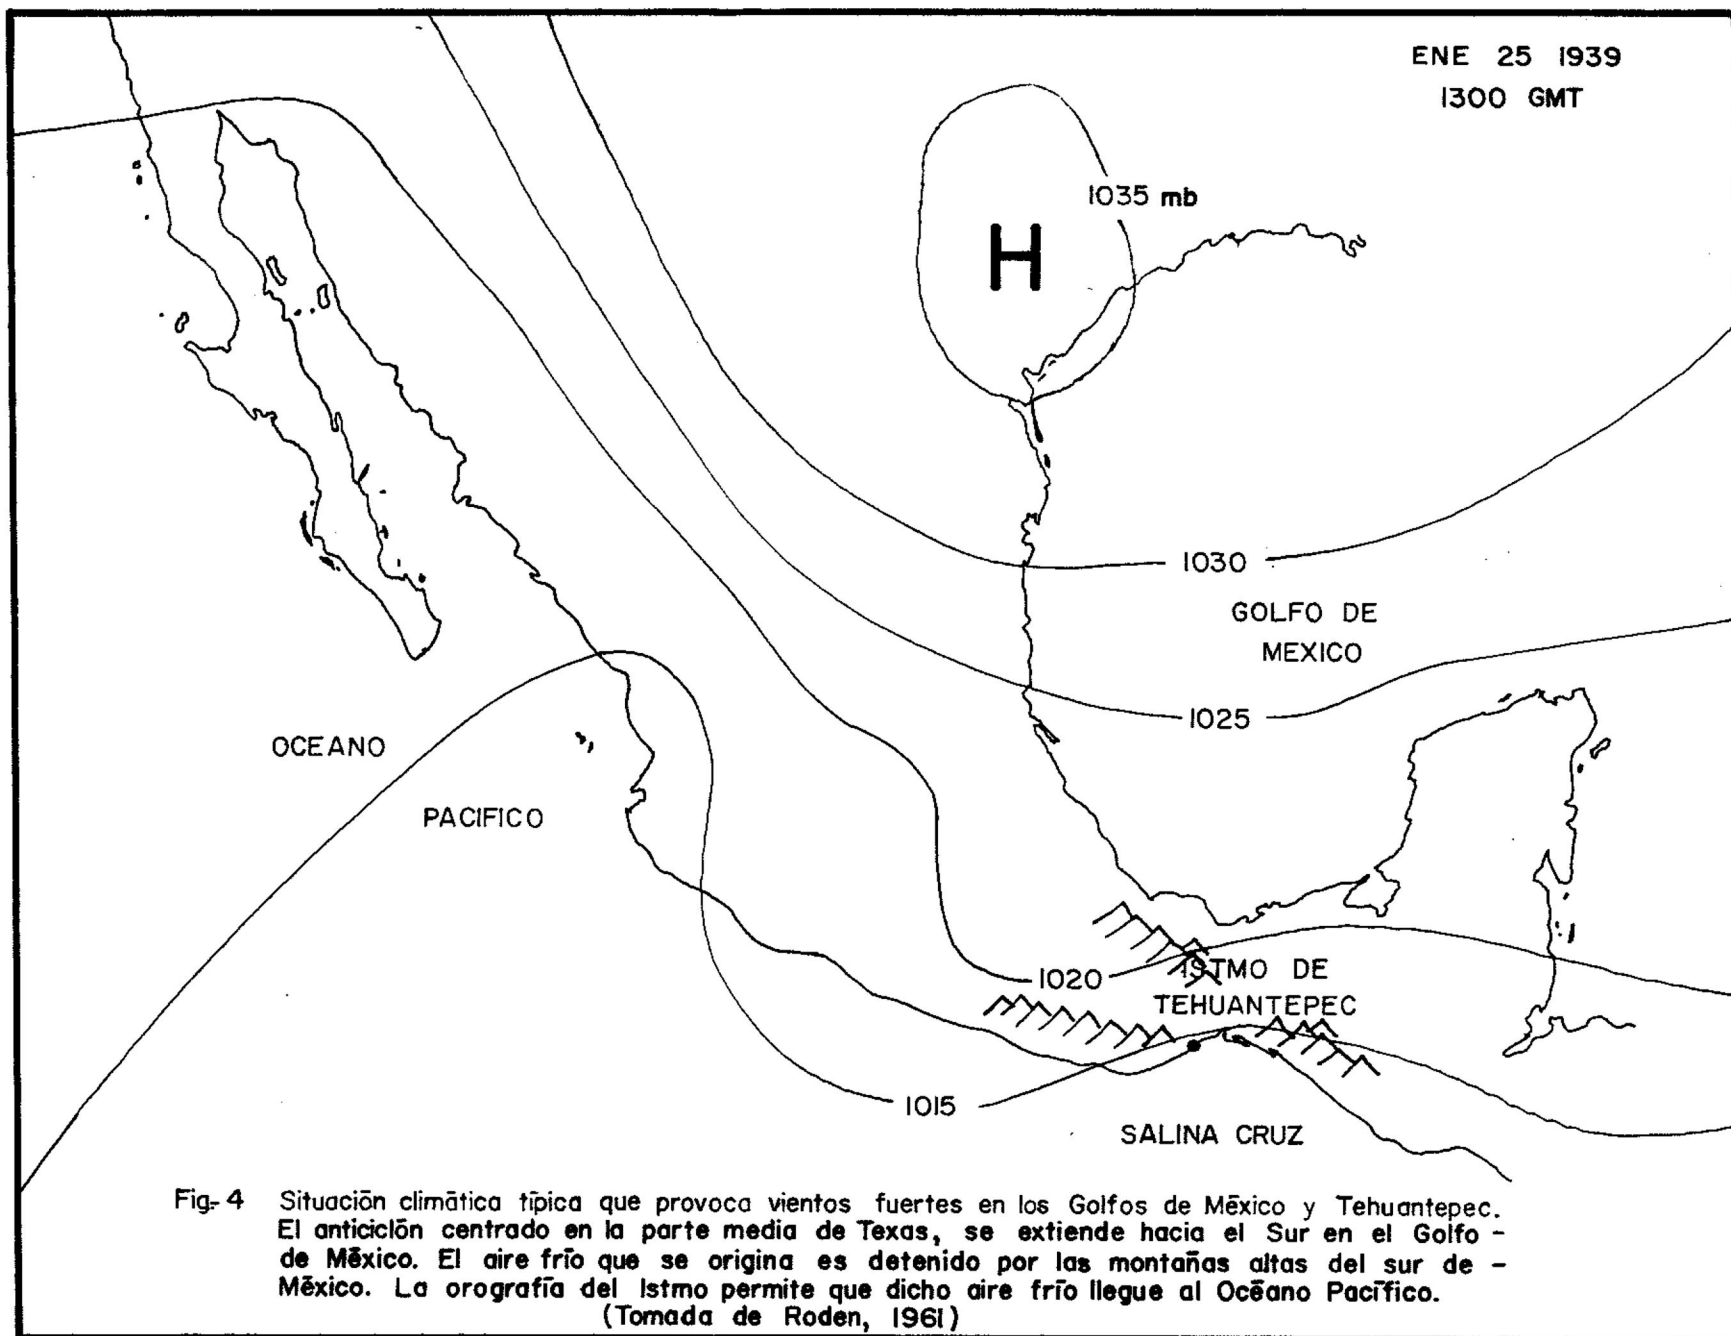 ENE 25 1939
1300 GMT
1035 mb
H
1030
GOLFO DE
MEXICO
1025
OCEANO
PACIFICO
1020
ISTMO DE
TEHUANTEPEC
1015
SALINA CRUZ
Fig.- 4 Situación climática típica que provoca vientos fuertes en los Golfos de México y Tehuantepec.
El anticiclón centrado en la parte media de Texas, se extiende hacia el Sur en el Golfo -
de México. El aire frío que se origina es detenido por las montañas altas del sur de -
México. La orografía del Istmo permite que dicho aire frío llegue al Océano Pacífico.
(Tomada de Roden, 1961)